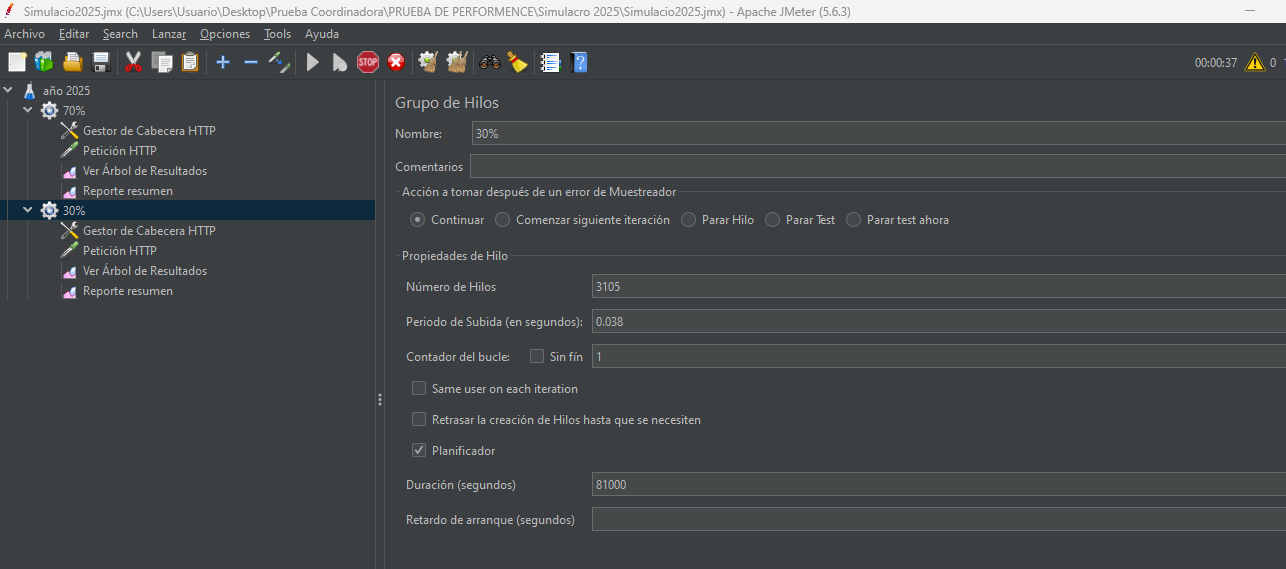 Simulacio2025.jmx (C:\Users\Usuario\Desktop\Prueba Coordinadora\PRUEBA DE PERFORMENCE\Simulacro 2025\Simulacio2025.jmx) - Apache JMeter (5.6.3)
Archivo Editar Search Lanzar Opciones Tools Ayuda
STOP 00:00:37 0
año 2025
70%
Gestor de Cabecera HTTP
Petición HTTP
Ver Árbol de Resultados
Reporte resumen
30%
Gestor de Cabecera HTTP
Petición HTTP
Ver Árbol de Resultados
Reporte resumen
Grupo de Hilos
Nombre: 30%
Comentarios
Acción a tomar después de un error de Muestreador
Continuar Comenzar siguiente iteración Parar Hilo Parar Test Parar test ahora
Propiedades de Hilo
Número de Hilos 3105
Periodo de Subida (en segundos): 0.038
Contador del bucle: Sin fín 1
Same user on each iteration
Retrasar la creación de Hilos hasta que se necesiten
Planificador
Duración (segundos) 81000
Retardo de arranque (segundos)